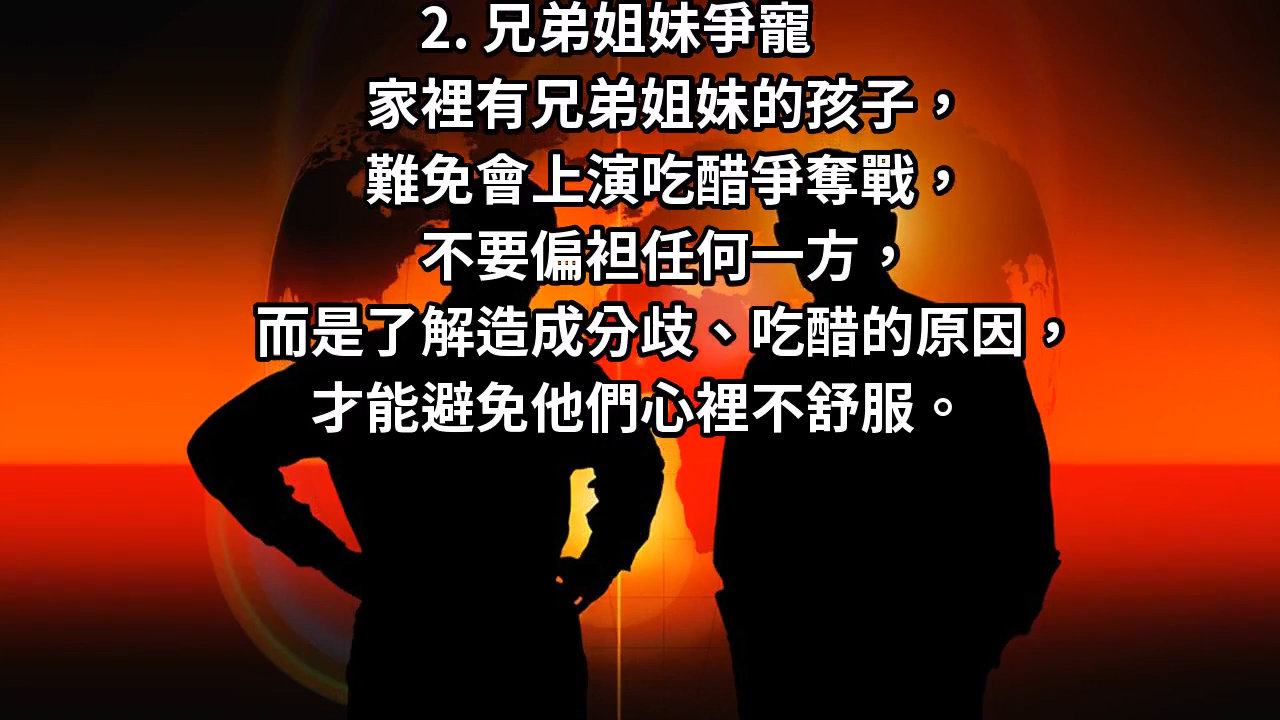 2. 兄弟姐妹爭寵
家裡有兄弟姐妹的孩子，
難免會上演吃醋爭奪戰，
不要偏袒任何一方，
而是了解造成分歧、吃醋的原因，
才能避免他們心裡不舒服。